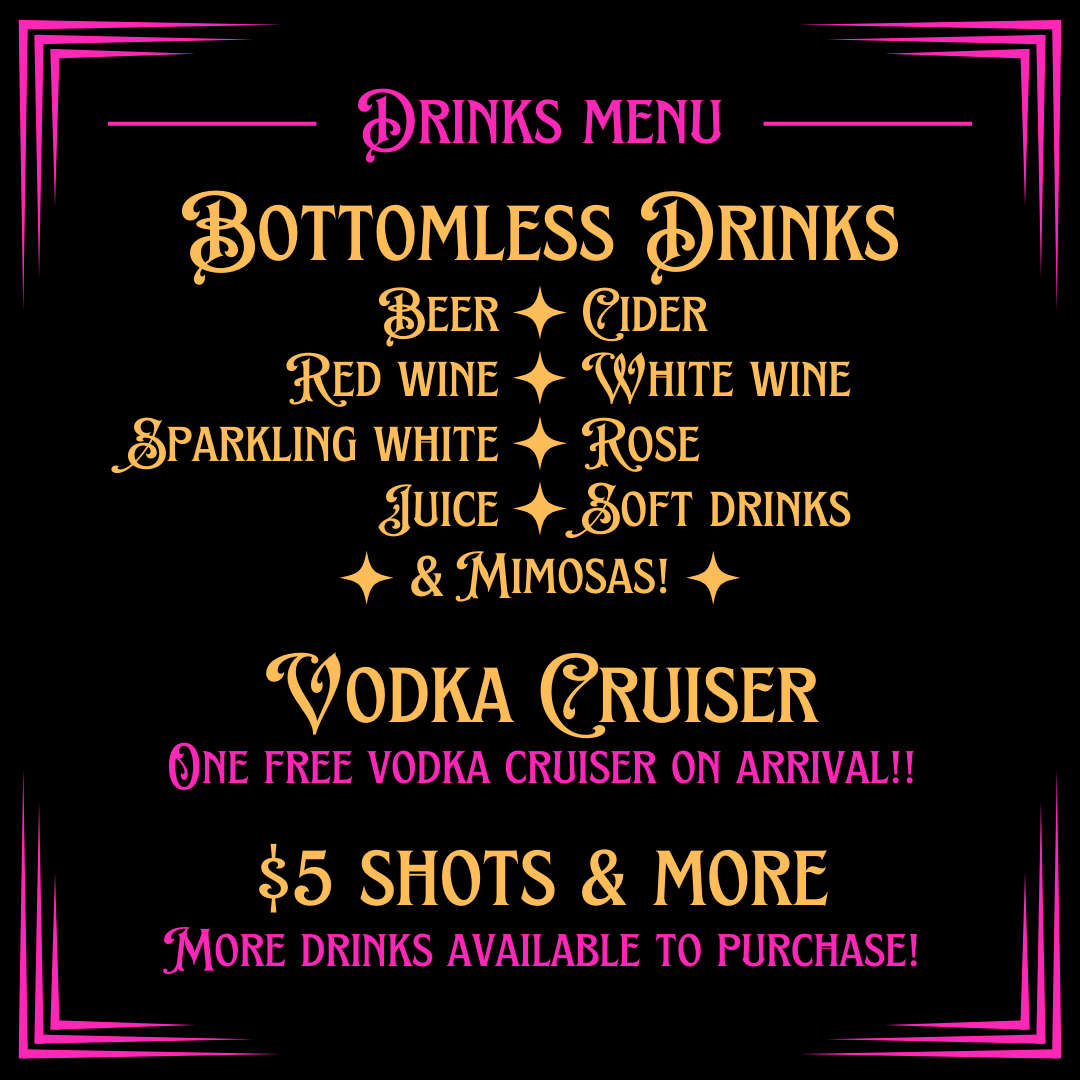 Drinks menu
Bottomless Drinks
Beer ✦ Cider
Red wine ✦ White wine
Sparkling white ✦ Rose
Juice ✦ Soft drinks
✦ & Mimosas! ✦
Vodka Cruiser
One free vodka cruiser on arrival!!
$5 shots & more
More drinks available to purchase!